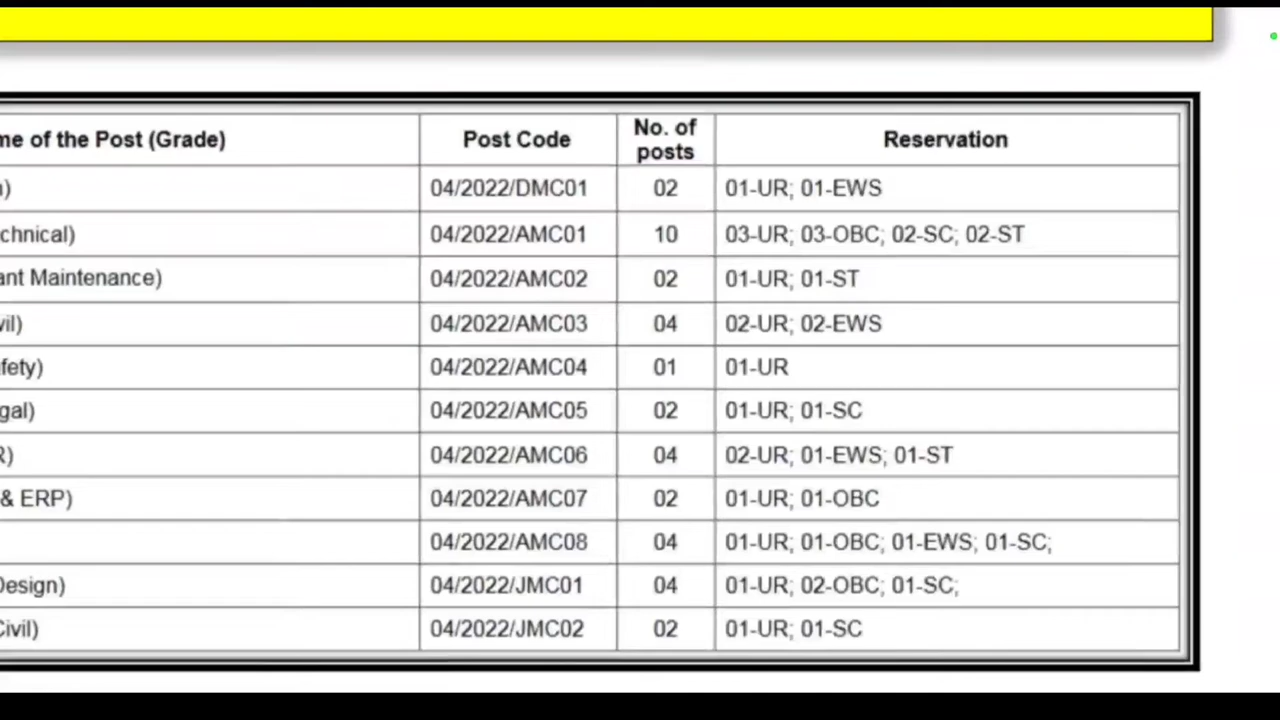 me of the Post (Grade) Post Code No. of posts Reservation
) 04/2022/DMC01 02 01-UR; 01-EWS
chnical) 04/2022/AMC01 10 03-UR; 03-OBC; 02-SC; 02-ST
ant Maintenance) 04/2022/AMC02 02 01-UR; 01-ST
vil) 04/2022/AMC03 04 02-UR; 02-EWS
fety) 04/2022/AMC04 01 01-UR
gal) 04/2022/AMC05 02 01-UR; 01-SC
R) 04/2022/AMC06 04 02-UR; 01-EWS; 01-ST
& ERP) 04/2022/AMC07 02 01-UR; 01-OBC
04/2022/AMC08 04 01-UR; 01-OBC; 01-EWS; 01-SC;
Design) 04/2022/JMC01 04 01-UR; 02-OBC; 01-SC;
Civil) 04/2022/JMC02 02 01-UR; 01-SC